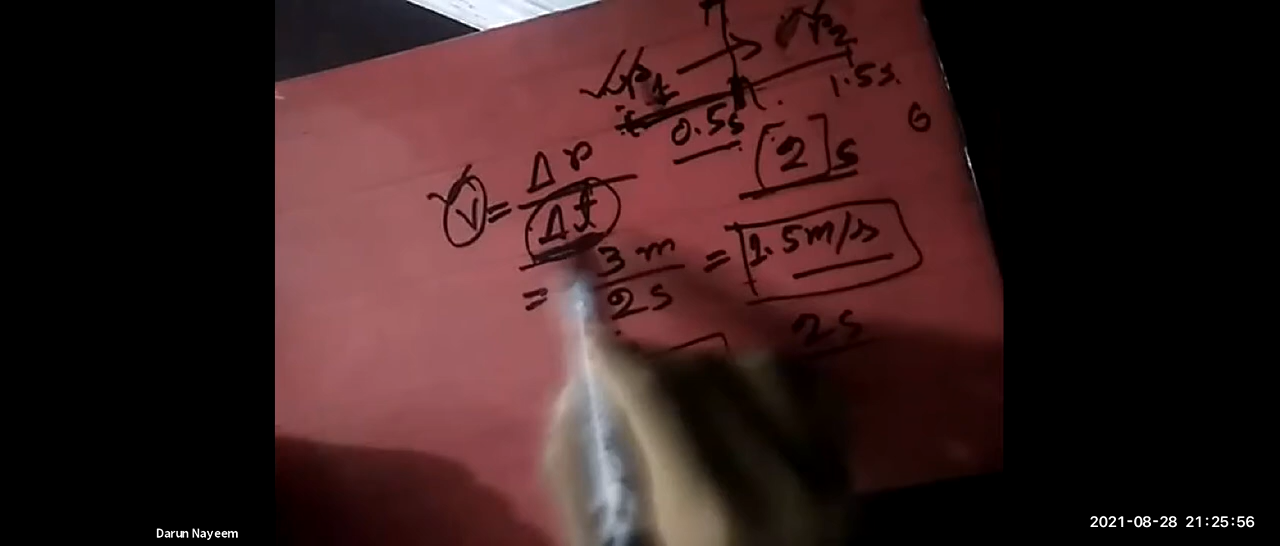 1.5s
0.5s
[2]s
V = Δr / Δt
= 3m / 2s = 1.5m/s
2s
Darun Nayeem
2021-08-28 21:25:56